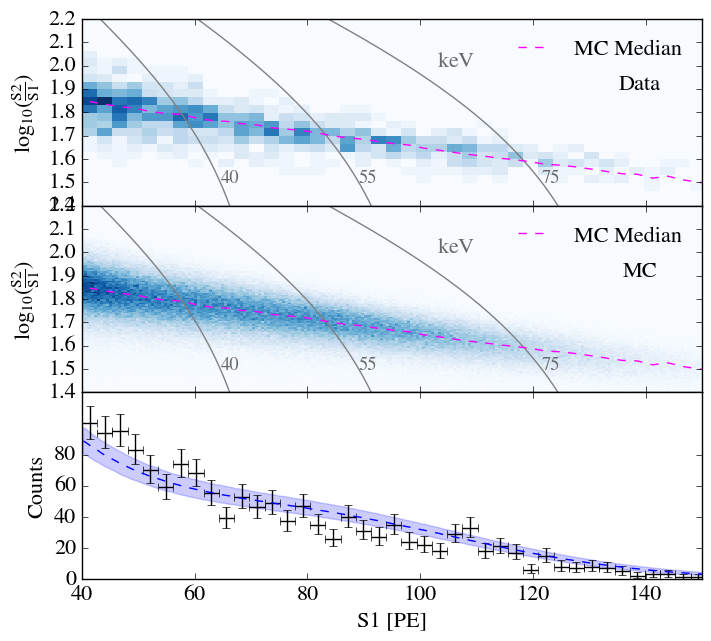 2.2
2.1
2.0
1.9
1.8
1.7
1.6
1.5
1.4
log₁₀(S2/S1)
keV
MC Median
Data
40
55
75
2.2
2.1
2.0
1.9
1.8
1.7
1.6
1.5
1.4
log₁₀(S2/S1)
keV
MC Median
MC
40
55
75
80
60
40
20
0
Counts
40 60 80 100 120 140
S1 [PE]